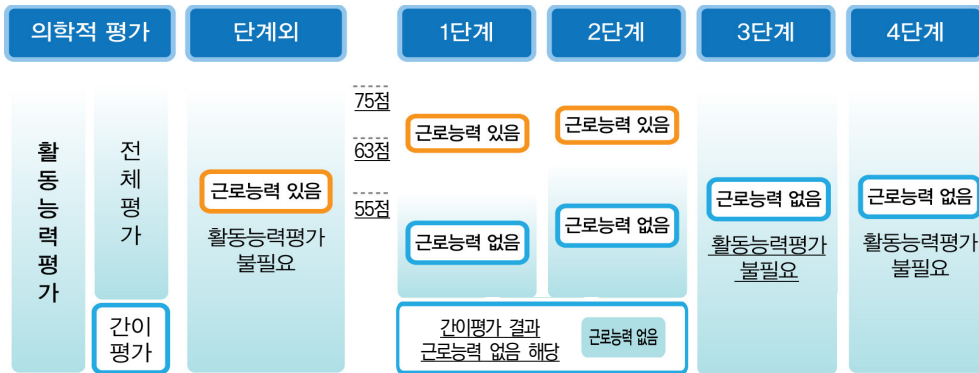 의학적 평가
단계외
1단계
2단계
3단계
4단계
활동능력평가
전체평가
간이
평가
근로능력 있음
활동능력평가
불필요
75점
63점
55점
근로능력 있음
근로능력 없음
근로능력 있음
근로능력 없음
간이평가 결과
근로능력 없음 해당
근로능력 없음
근로능력 없음
활동능력평가
불필요
근로능력 없음
활동능력평가
불필요